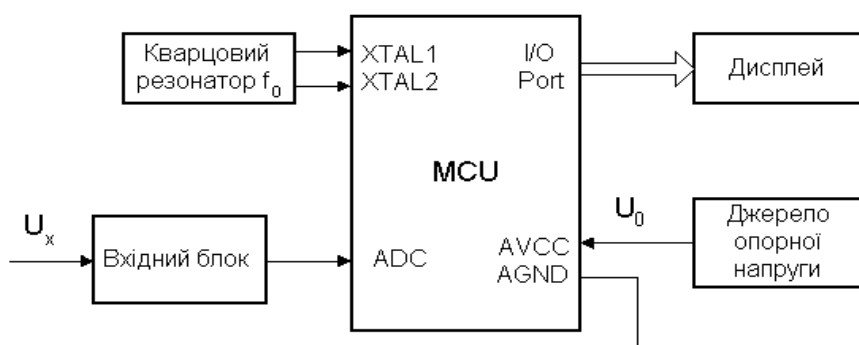 Кварцовий
резонатор f0
XTAL1
XTAL2
I/O
Port
Дисплей
MCU
Ux
Вхідний блок
ADC
AVCC
AGND
U0
Джерело
опорної
напруги